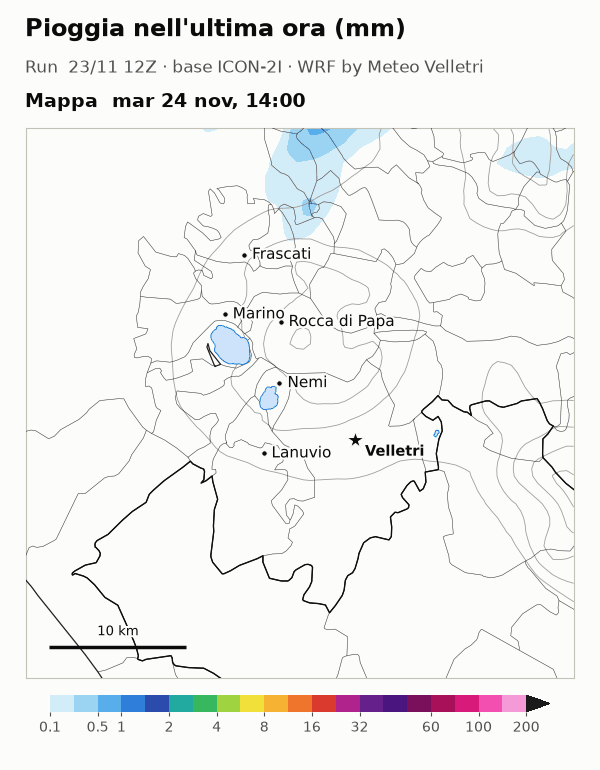 Pioggia nell'ultima ora (mm)
Run  23/11 12Z · base ICON-2I · WRF by Meteo Velletri
Mappa  mar 24 nov, 14:00
Frascati
Marino
Rocca di Papa
Nemi
Velletri
Lanuvio
10 km
0.1 0.5 1 2 4 8 16 32 60 100 200